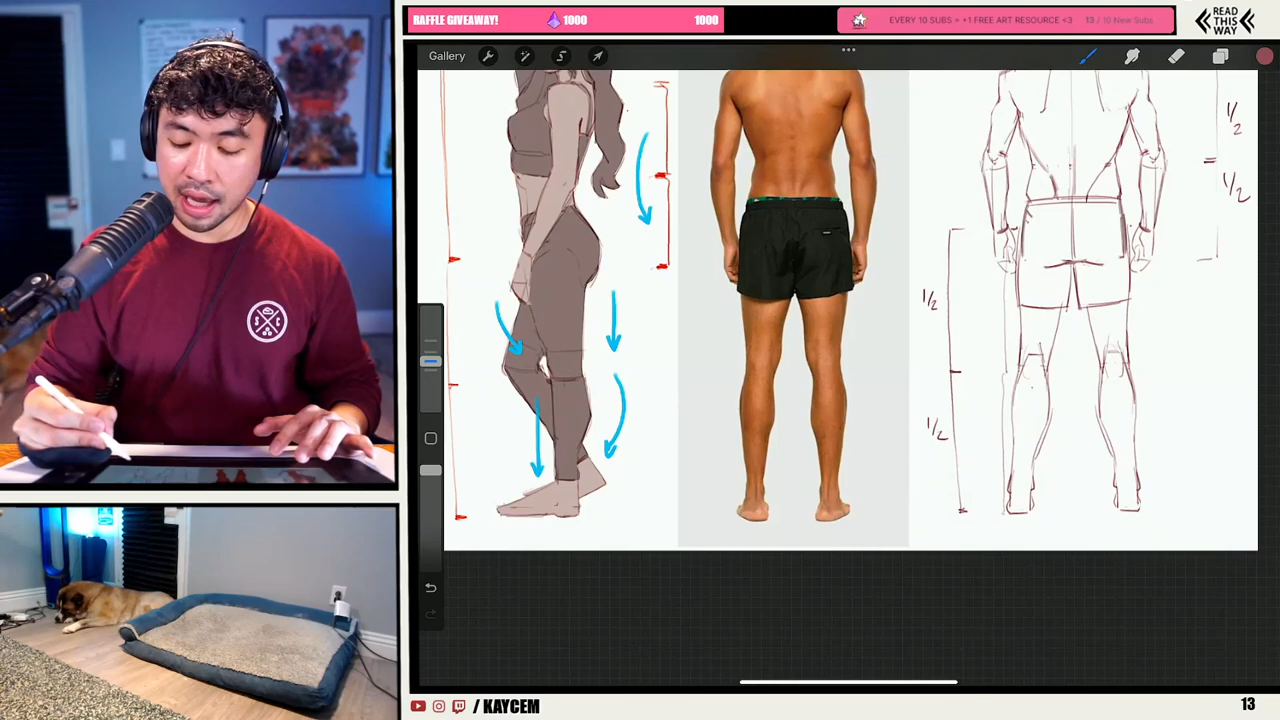 RAFFLE GIVEAWAY! 1000 1000
EVERY 10 SUBS = +1 FREE ART RESOURCE <3 13 / 10 New Subs
READ
THIS
WAY
Gallery
1/2
1/2
1/2
1/2
/ KAYCEM
13